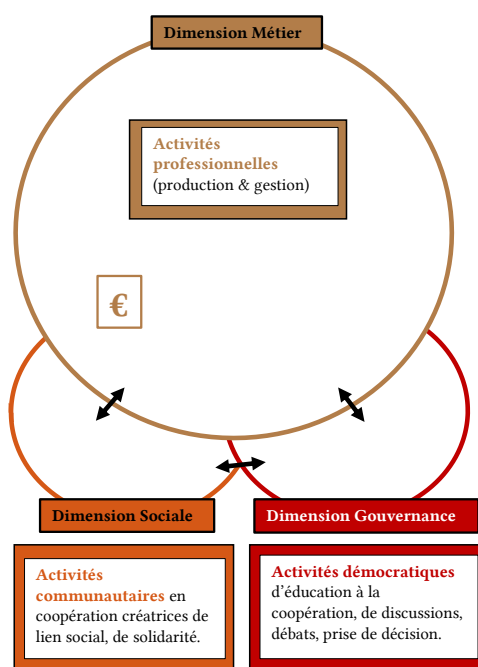 Dimension Métier
Activités
professionnelles
(production & gestion)
€
Dimension Sociale
Dimension Gouvernance
Activités
communautaires en
coopération créatrices de
lien social, de solidarité.
Activités démocratiques
d’éducation à la
coopération, de discussions,
débats, prise de décision.